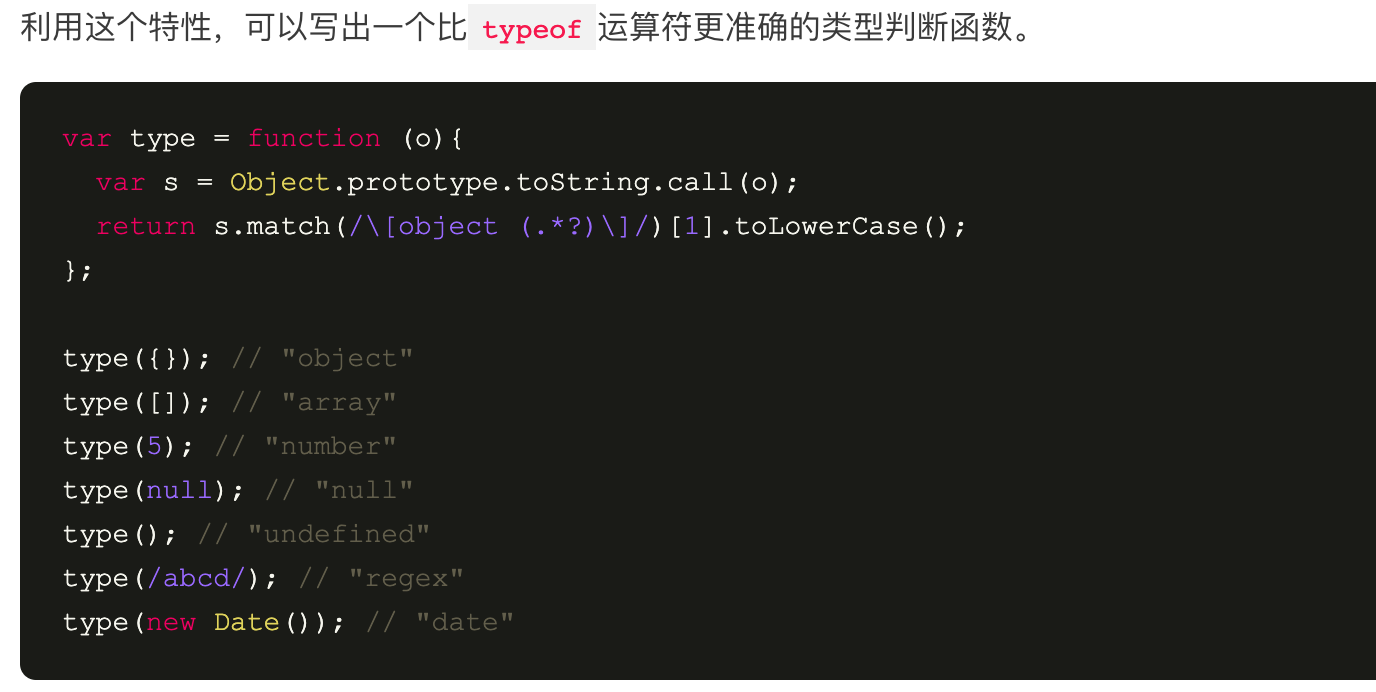 利用这个特性，可以写出一个比 typeof 运算符更准确的类型判断函数。
var type = function (o){
  var s = Object.prototype.toString.call(o);
  return s.match(/\[object (.*?)\]/)[1].toLowerCase();
};
type({}); // "object"
type([]); // "array"
type(5); // "number"
type(null); // "null"
type(); // "undefined"
type(/abcd/); // "regex"
type(new Date()); // "date"